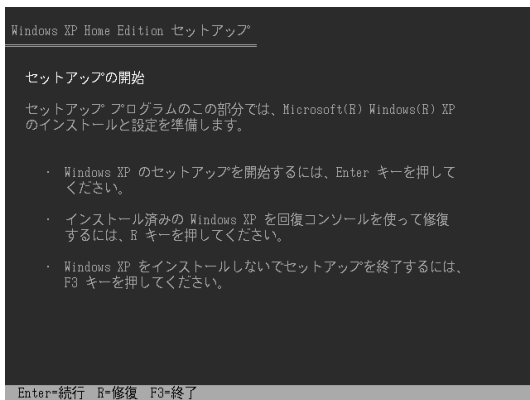 Windows XP Home Edition セットアップ
セットアップの開始
セットアップ プログラムのこの部分では、Microsoft(R) Windows(R) XP
のインストールと設定を準備します。
・ Windows XP のセットアップを開始するには、Enter キーを押して
ください。
・ インストール済みの Windows XP を回復コンソールを使って修復
するには、R キーを押してください。
・ Windows XP をインストールしないでセットアップを終了するには、
F3 キーを押してください。
Enter=続行 R=修復 F3=終了